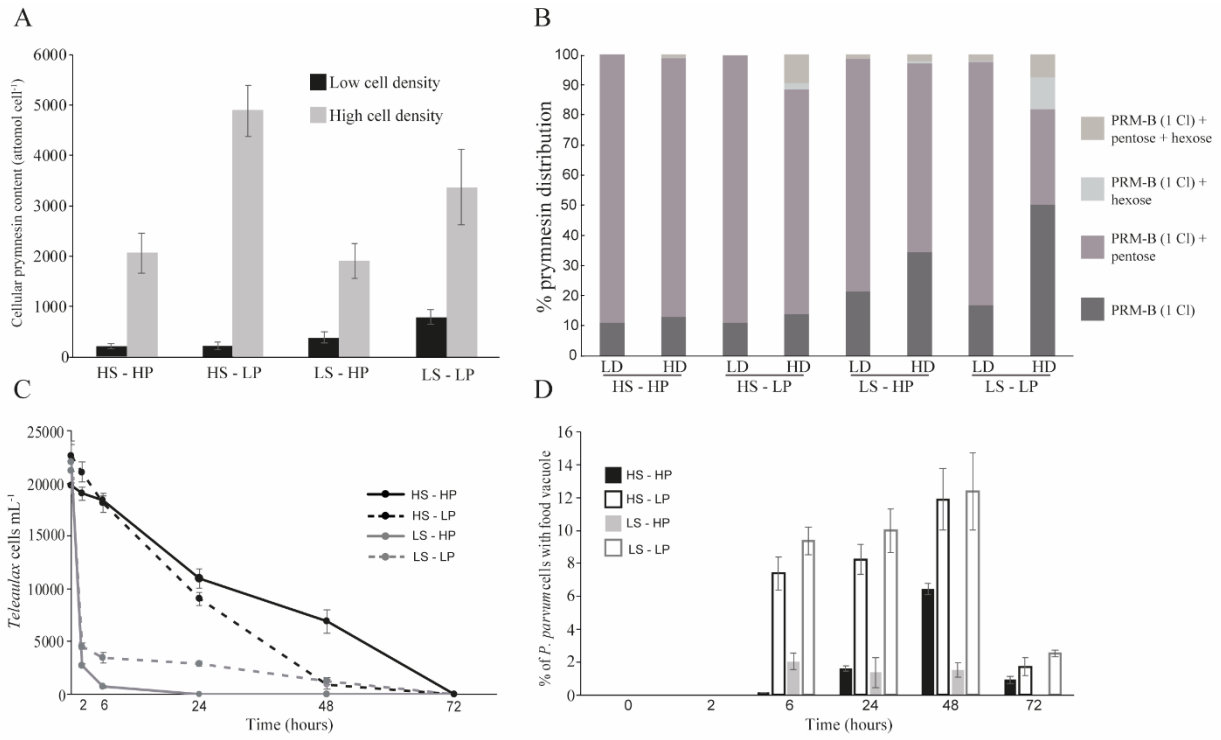 A
Cellular prymnesin content (attomol cell⁻¹)
6000
5000
4000
3000
2000
1000
0
Low cell density
High cell density
HS - HP
HS - LP
LS - HP
LS - LP
B
% prymnesin distribution
100
90
80
70
60
50
40
30
20
10
0
LD
HD
LD
HD
LD
HD
LD
HD
HS - HP
HS - LP
LS - HP
LS - LP
PRM-B (1 Cl) +
pentose + hexose
PRM-B (1 Cl) +
hexose
PRM-B (1 Cl) +
pentose
PRM-B (1 Cl)
C
Teleaulax cells mL⁻¹
25000
20000
15000
10000
5000
0
HS - HP
HS - LP
LS - HP
LS - LP
2
6
24
48
72
Time (hours)
D
% of P. parvum cells with food vacuole
16
14
12
10
8
6
4
2
0
HS - HP
HS - LP
LS - HP
LS - LP
0
2
6
24
48
72
Time (hours)